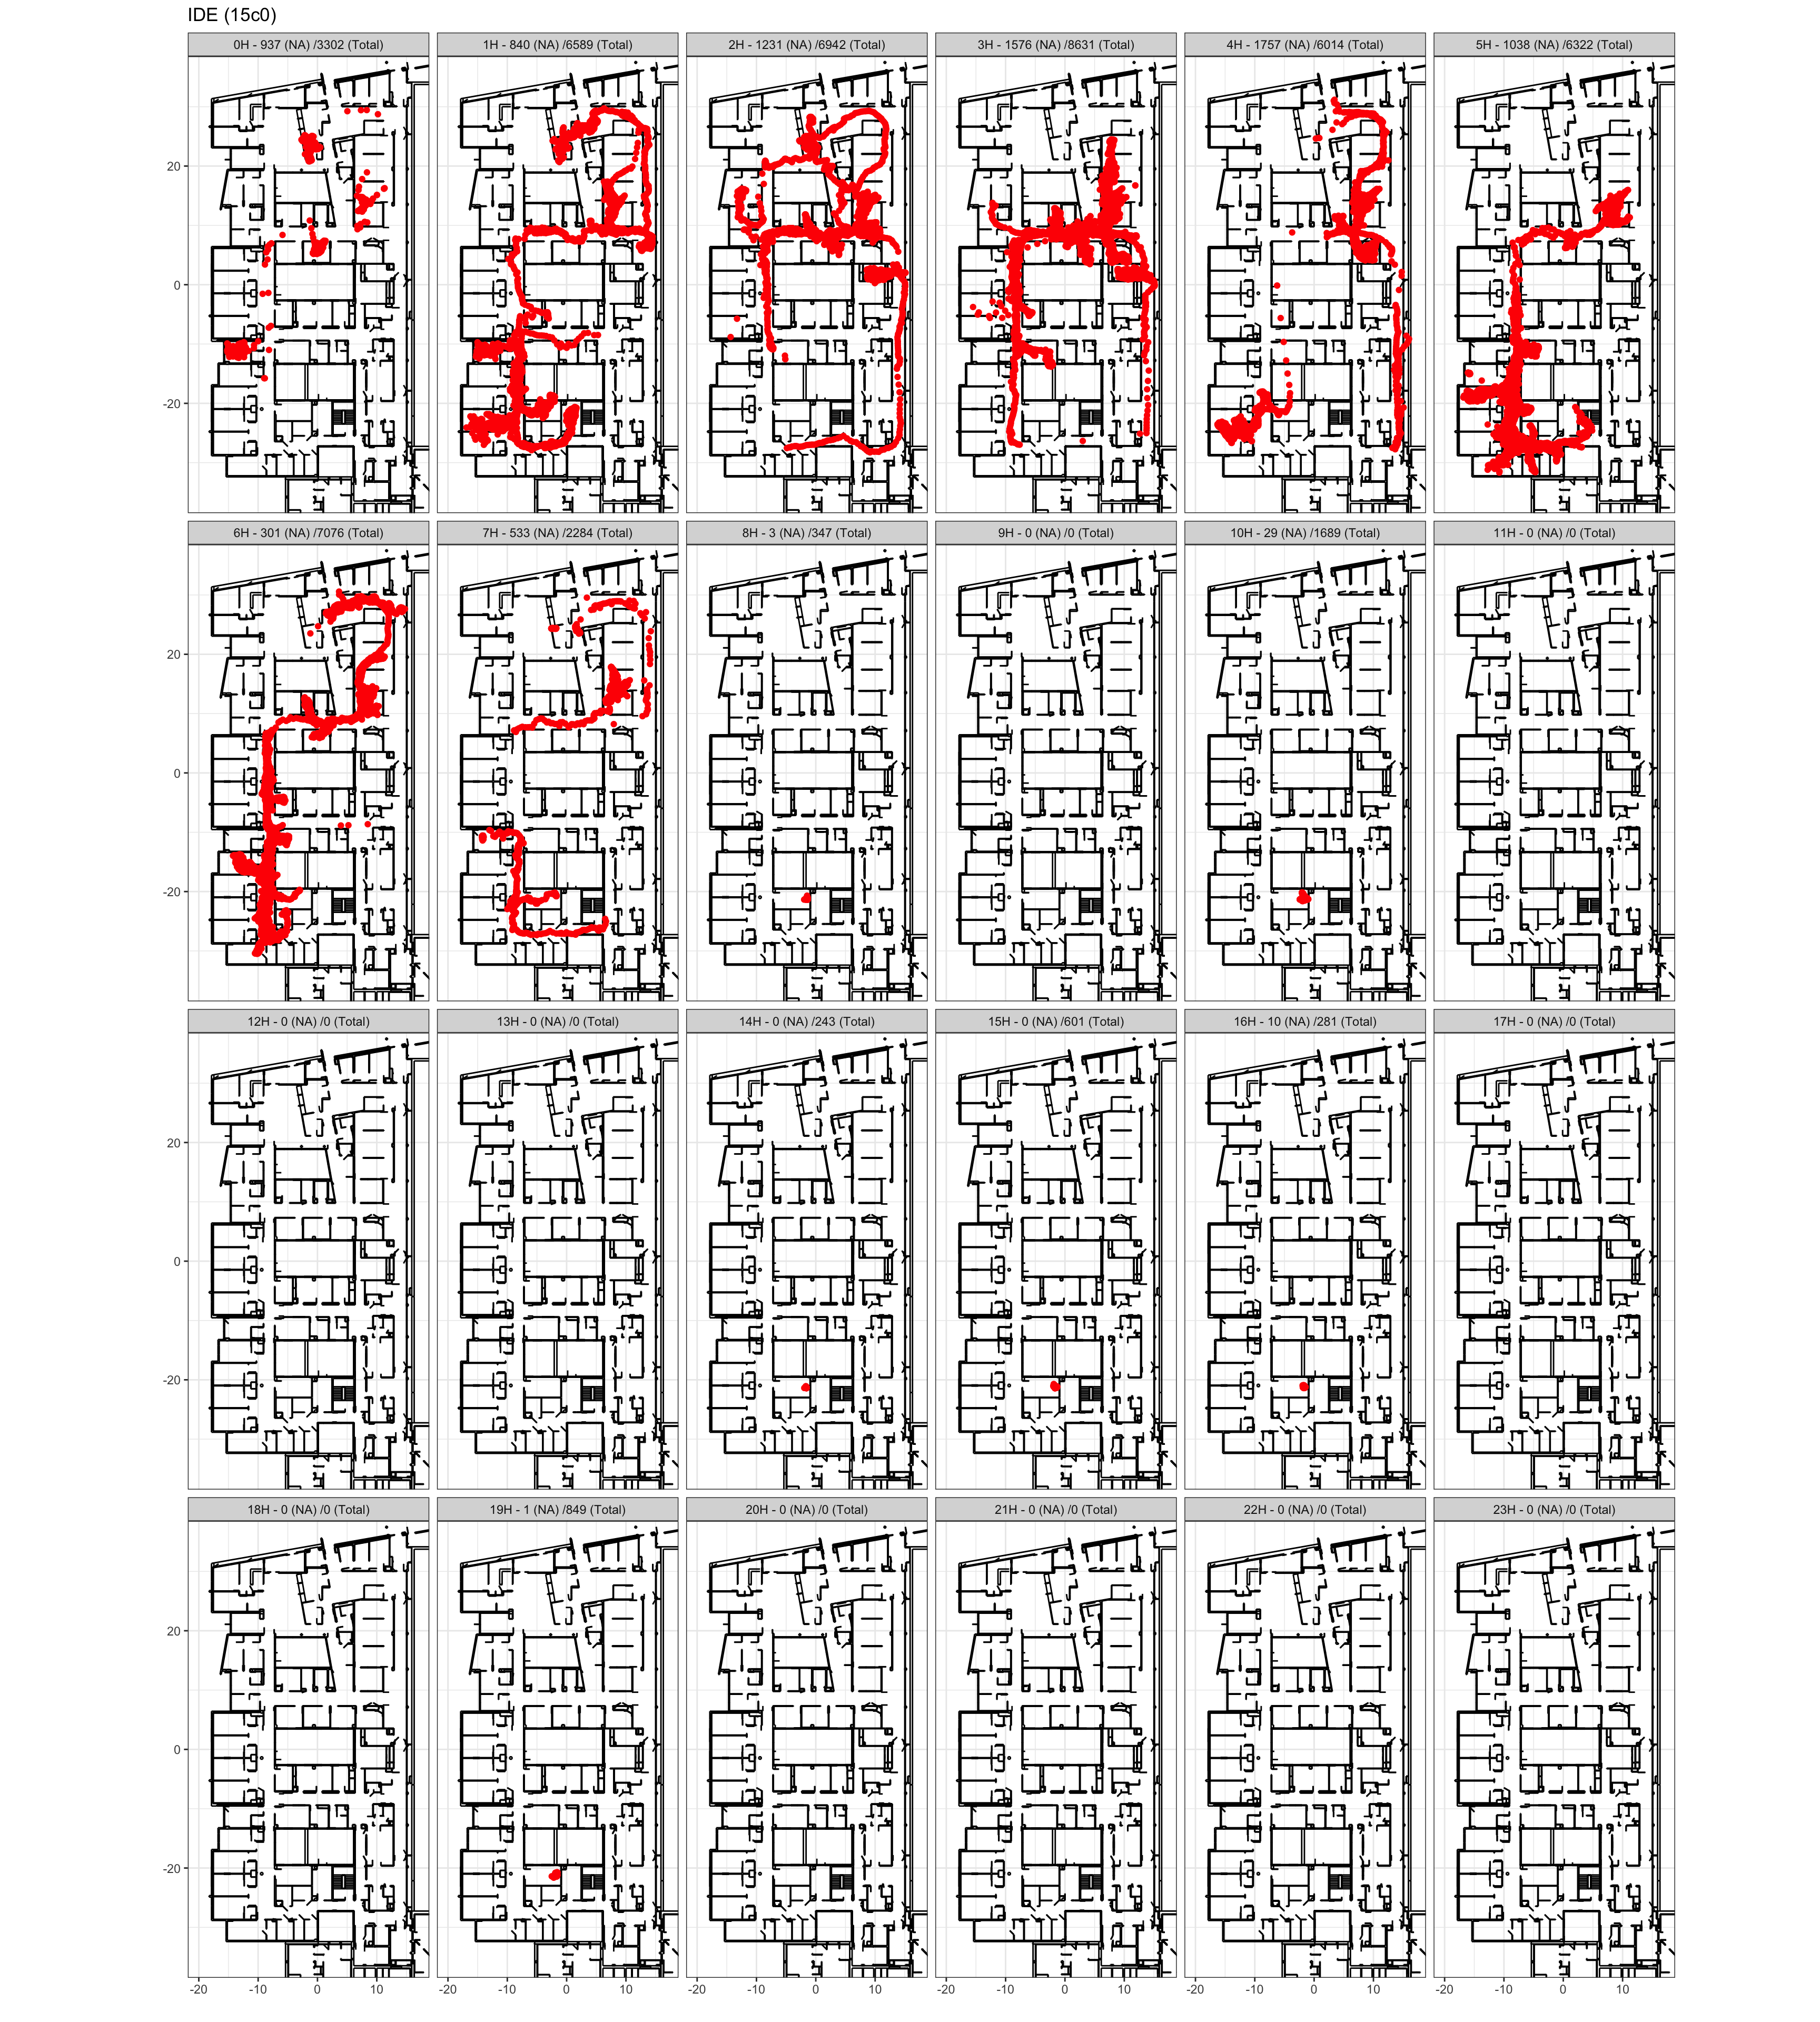 IDE (15c0)
0H - 937 (NA) /3302 (Total)
1H - 840 (NA) /6589 (Total)
2H - 1231 (NA) /6942 (Total)
3H - 1576 (NA) /8631 (Total)
4H - 1757 (NA) /6014 (Total)
5H - 1038 (NA) /6322 (Total)
20
0
-20
6H - 301 (NA) /7076 (Total)
7H - 533 (NA) /2284 (Total)
8H - 3 (NA) /347 (Total)
9H - 0 (NA) /0 (Total)
10H - 29 (NA) /1689 (Total)
11H - 0 (NA) /0 (Total)
20
0
-20
12H - 0 (NA) /0 (Total)
13H - 0 (NA) /0 (Total)
14H - 0 (NA) /243 (Total)
15H - 0 (NA) /601 (Total)
16H - 10 (NA) /281 (Total)
17H - 0 (NA) /0 (Total)
20
0
-20
18H - 0 (NA) /0 (Total)
19H - 1 (NA) /849 (Total)
20H - 0 (NA) /0 (Total)
21H - 0 (NA) /0 (Total)
22H - 0 (NA) /0 (Total)
23H - 0 (NA) /0 (Total)
20
0
-20
-20 -10 0 10 -20 -10 0 10 -20 -10 0 10 -20 -10 0 10 -20 -10 0 10 -20 -10 0 10